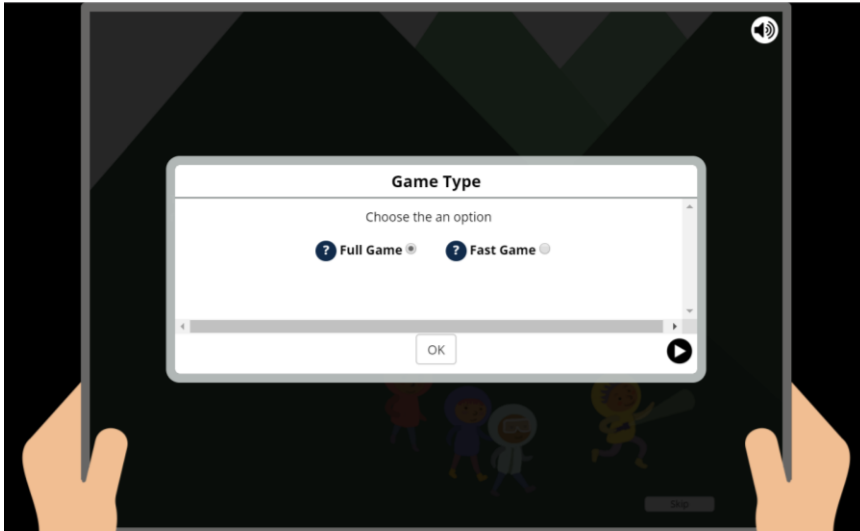 Game Type
Choose the an option
? Full Game ? Fast Game
OK
Skip